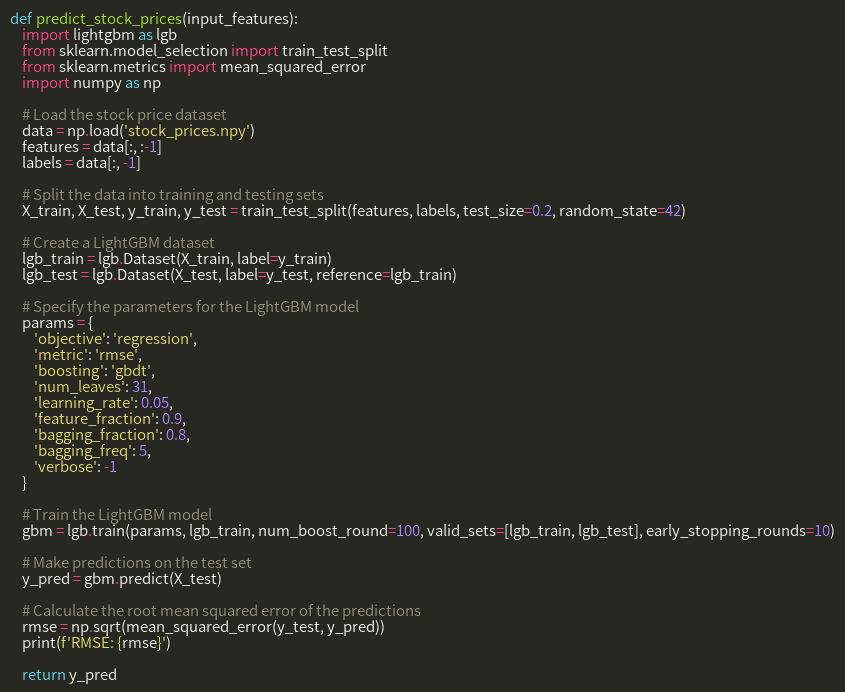 def predict_stock_prices(input_features):
import lightgbm as lgb
from sklearn.model_selection import train_test_split
from sklearn.metrics import mean_squared_error
import numpy as np
# Load the stock price dataset
data = np.load('stock_prices.npy')
features = data[:, :-1]
labels = data[:, -1]
# Split the data into training and testing sets
X_train, X_test, y_train, y_test = train_test_split(features, labels, test_size=0.2, random_state=42)
# Create a LightGBM dataset
lgb_train = lgb.Dataset(X_train, label=y_train)
lgb_test = lgb.Dataset(X_test, label=y_test, reference=lgb_train)
# Specify the parameters for the LightGBM model
params = {
'objective': 'regression',
'metric': 'rmse',
'boosting': 'gbdt',
'num_leaves': 31,
'learning_rate': 0.05,
'feature_fraction': 0.9,
'bagging_fraction': 0.8,
'bagging_freq': 5,
'verbose': -1
}
# Train the LightGBM model
gbm = lgb.train(params, lgb_train, num_boost_round=100, valid_sets=[lgb_train, lgb_test], early_stopping_rounds=10)
# Make predictions on the test set
y_pred = gbm.predict(X_test)
# Calculate the root mean squared error of the predictions
rmse = np.sqrt(mean_squared_error(y_test, y_pred))
print(f'RMSE: {rmse}')
return y_pred